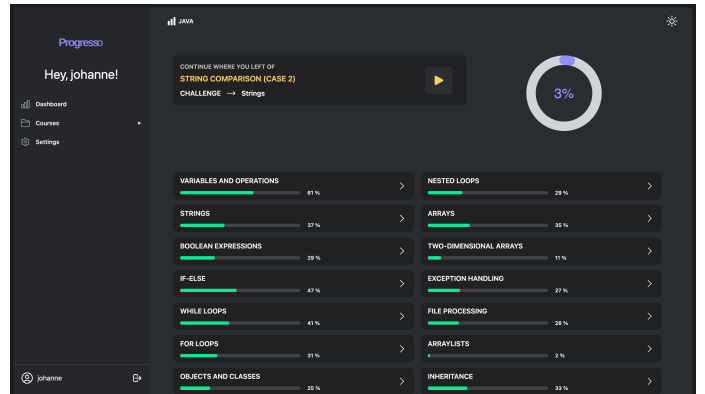 JAVA
Progresso
Hey, johanne!
Dashboard
Courses
Settings
johanne
CONTINUE WHERE YOU LEFT OF
STRING COMPARISON (CASE 2)
CHALLENGE → Strings
3%
VARIABLES AND OPERATIONS
61 %
STRINGS
37 %
BOOLEAN EXPRESSIONS
29 %
IF-ELSE
47 %
WHILE LOOPS
41 %
FOR LOOPS
31 %
OBJECTS AND CLASSES
25 %
NESTED LOOPS
29 %
ARRAYS
35 %
TWO-DIMENSIONAL ARRAYS
11 %
EXCEPTION HANDLING
27 %
FILE PROCESSING
26 %
ARRAYLISTS
2 %
INHERITANCE
33 %